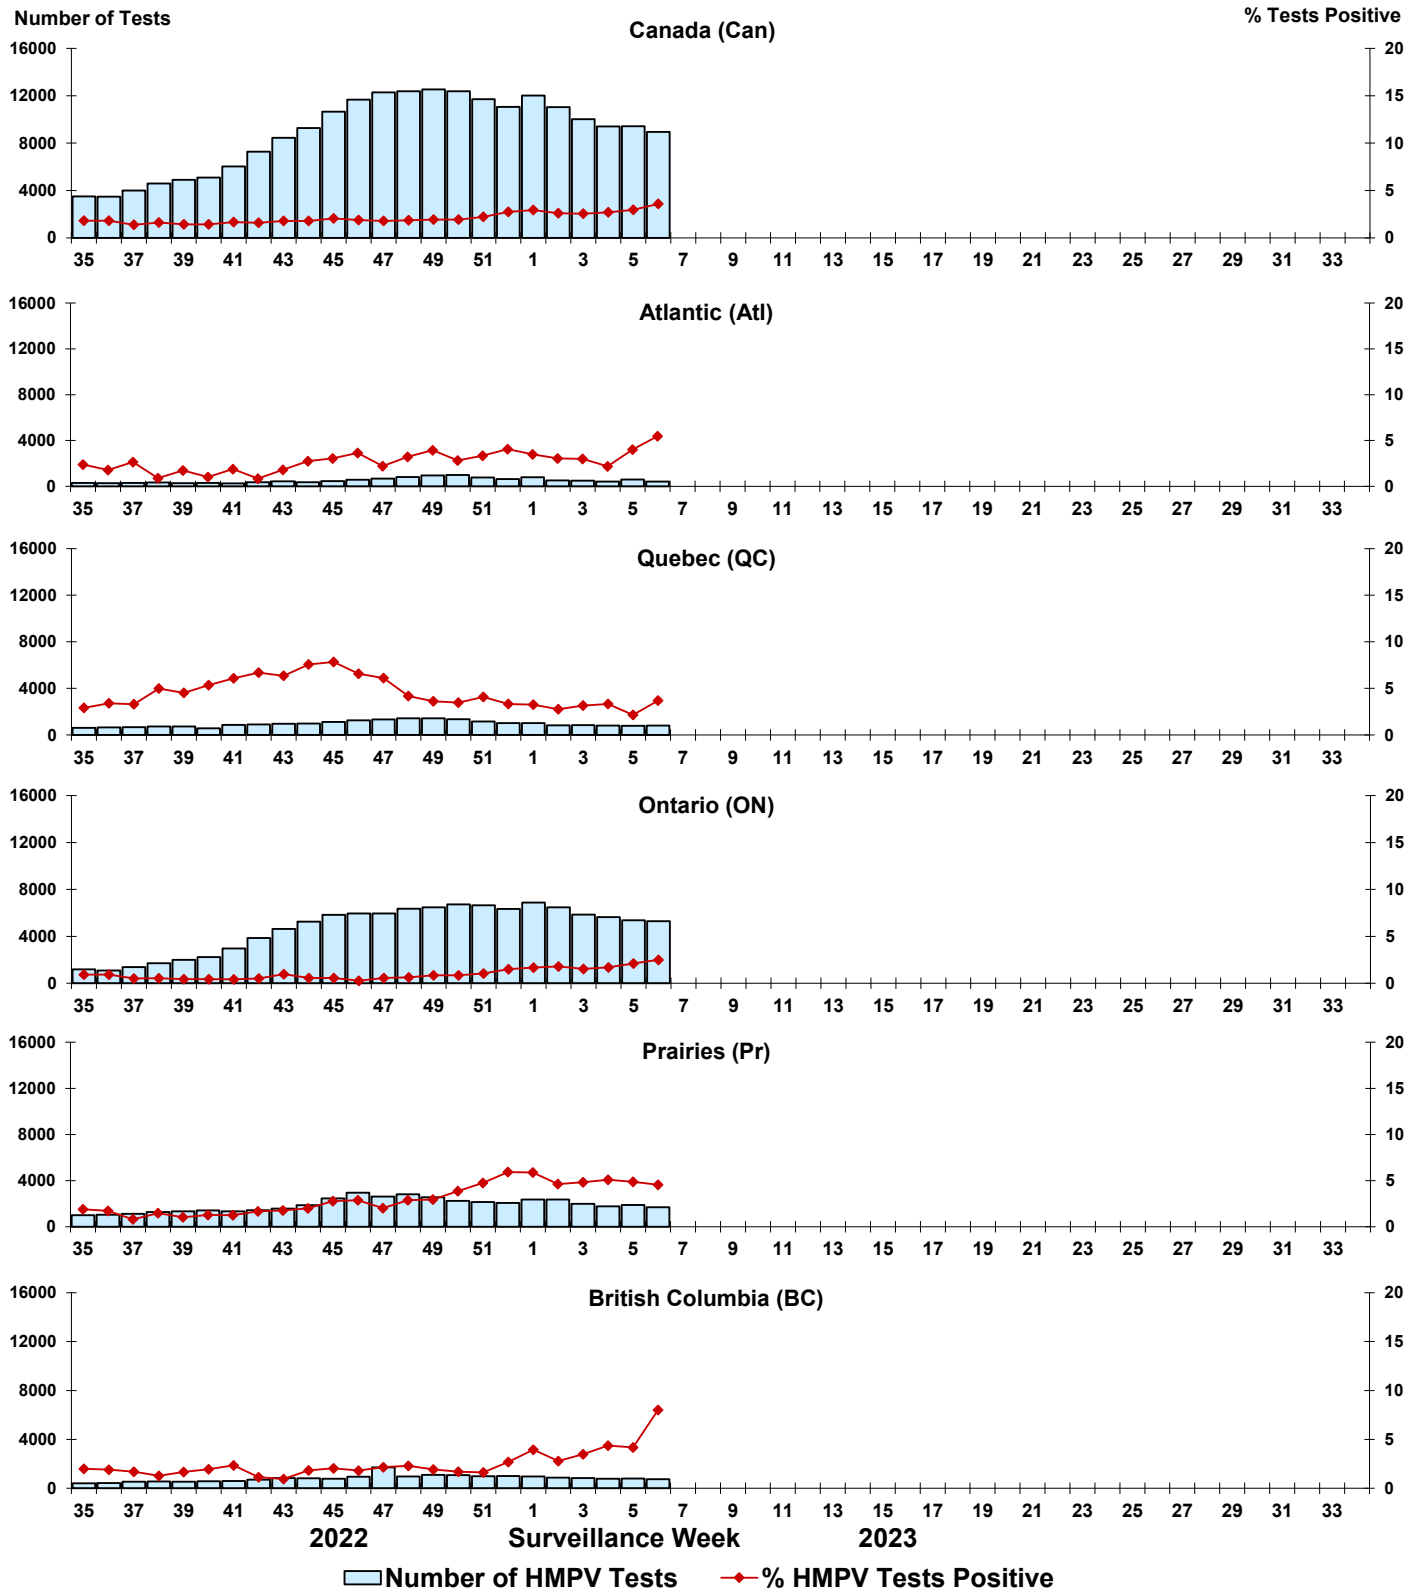 Number of Tests
% Tests Positive
Canada (Can)
16000 20
12000 15
8000 10
4000 5
0 0
35 37 39 41 43 45 47 49 51 1 3 5 7 9 11 13 15 17 19 21 23 25 27 29 31 33
Atlantic (Atl)
16000 20
12000 15
8000 10
4000 5
0 0
35 37 39 41 43 45 47 49 51 1 3 5 7 9 11 13 15 17 19 21 23 25 27 29 31 33
Quebec (QC)
16000 20
12000 15
8000 10
4000 5
0 0
35 37 39 41 43 45 47 49 51 1 3 5 7 9 11 13 15 17 19 21 23 25 27 29 31 33
Ontario (ON)
16000 20
12000 15
8000 10
4000 5
0 0
35 37 39 41 43 45 47 49 51 1 3 5 7 9 11 13 15 17 19 21 23 25 27 29 31 33
Prairies (Pr)
16000 20
12000 15
8000 10
4000 5
0 0
35 37 39 41 43 45 47 49 51 1 3 5 7 9 11 13 15 17 19 21 23 25 27 29 31 33
British Columbia (BC)
16000 20
12000 15
8000 10
4000 5
0 0
35 37 39 41 43 45 47 49 51 1 3 5 7 9 11 13 15 17 19 21 23 25 27 29 31 33
2022 Surveillance Week 2023
Number of HMPV Tests % HMPV Tests Positive